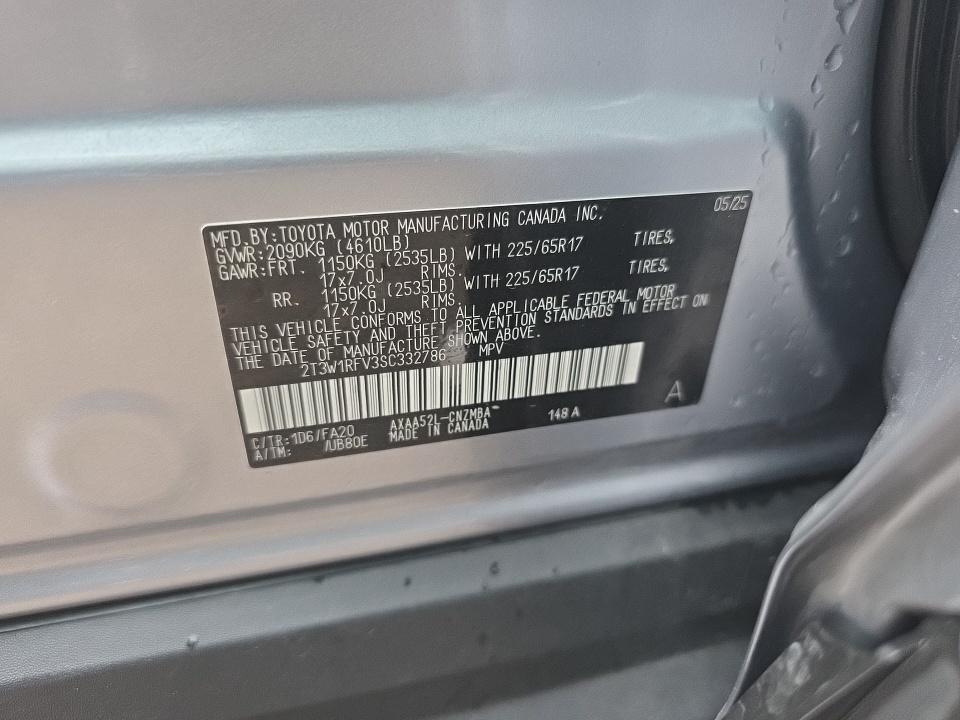 05/25
MFD.BY:TOYOTA MOTOR MANUFACTURING CANADA INC.
GVWR:2090KG (4610LB)
GAWR:FRT. 1150KG (2535LB) WITH 225/65R17 TIRES,
17x7.0J RIMS.
RR. 1150KG (2535LB) WITH 225/65R17 TIRES,
17x7.0J RIMS.
THIS VEHICLE CONFORMS TO ALL APPLICABLE FEDERAL MOTOR
VEHICLE SAFETY AND THEFT PREVENTION STANDARDS IN EFFECT ON
THE DATE OF MANUFACTURE SHOWN ABOVE.
2T3W1RFV3SC332786 MPV
C/TR:1D6/FA20 AXAA52L-CNZMBA 148A A
A/TM: /UB80E MADE IN CANADA